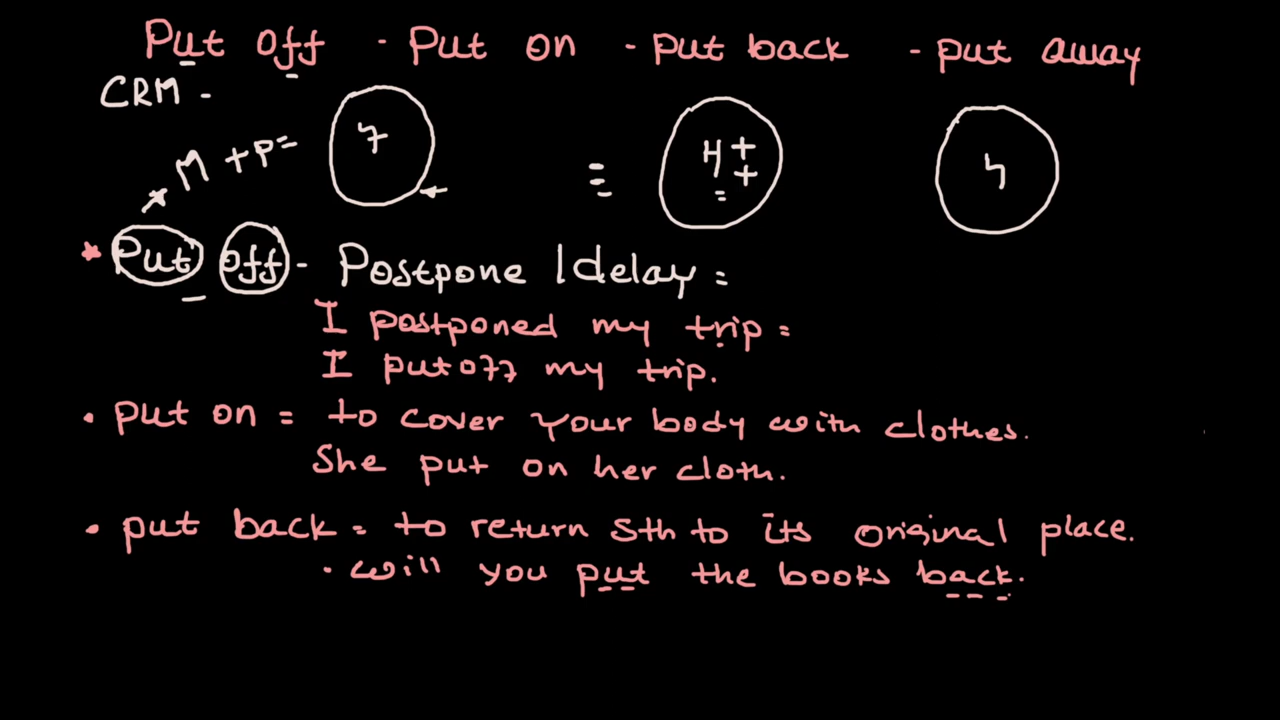 Put off - Put on - put back - put away
CRM -
M + P = 7 = 4 + + 4
* Put off - Postpone / delay =
I postponed my trip =
I put off my trip.
• put on = to cover your body with clothes.
She put on her cloth.
• put back = to return sth to its original place.
• will you put the books back.